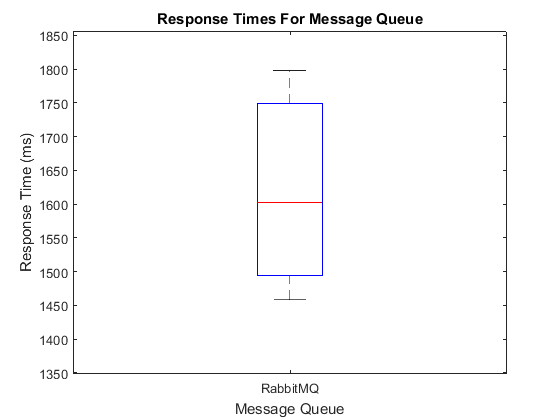 Response Times For Message Queue
Response Time (ms)
1850
1800
1750
1700
1650
1600
1550
1500
1450
1400
1350
RabbitMQ
Message Queue